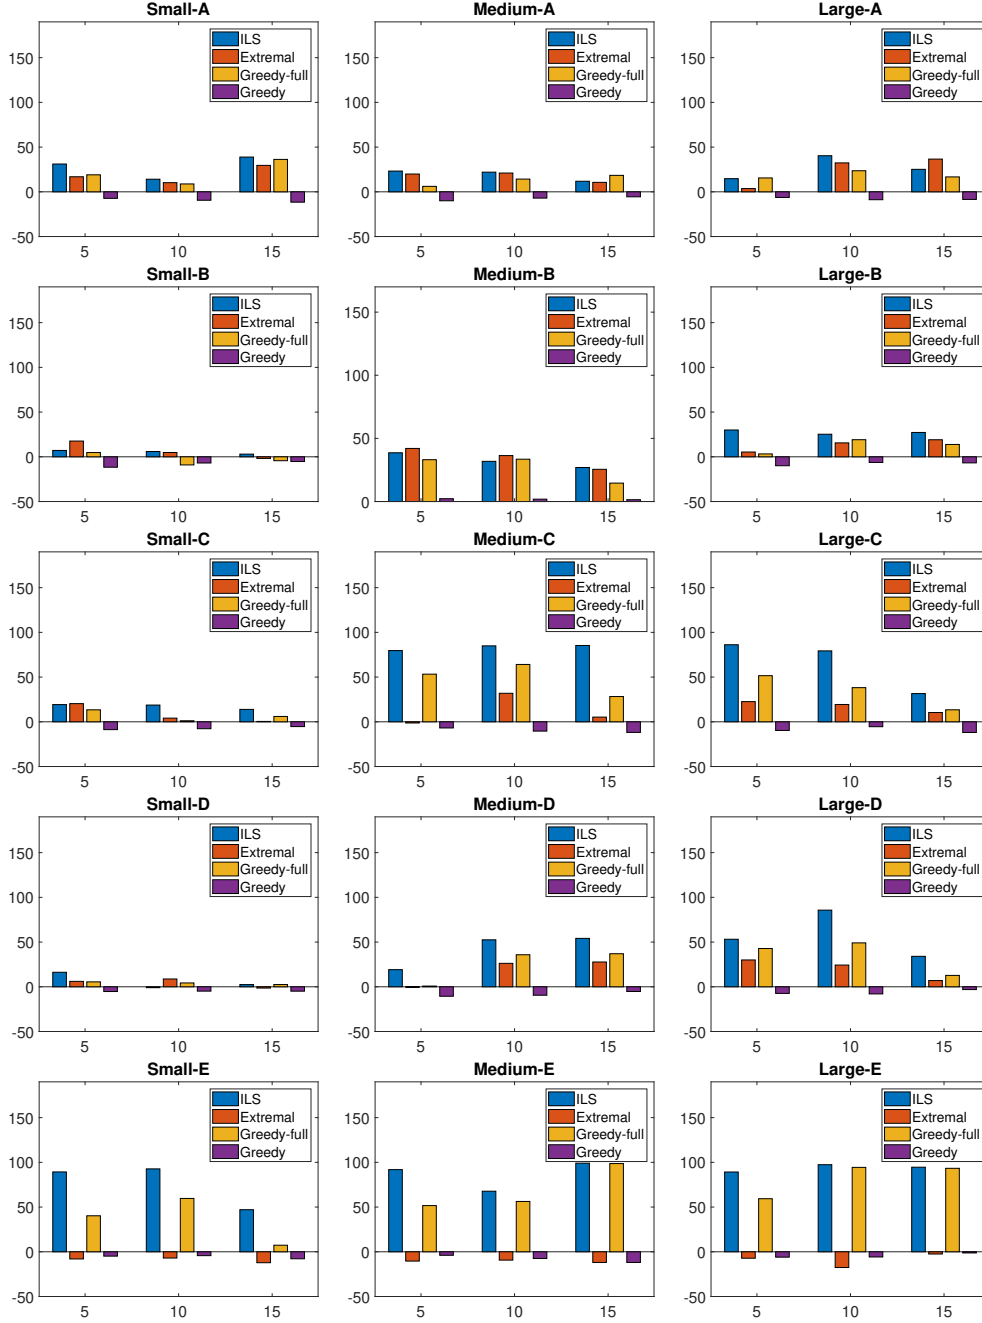 Small-A
Medium-A
Large-A
ILS
Extremal
Greedy-full
Greedy
ILS
Extremal
Greedy-full
Greedy
ILS
Extremal
Greedy-full
Greedy
150
100
50
0
-50
5 10 15
150
100
50
0
-50
5 10 15
150
100
50
0
-50
5 10 15
Small-B
Medium-B
Large-B
ILS
Extremal
Greedy-full
Greedy
ILS
Extremal
Greedy-full
Greedy
ILS
Extremal
Greedy-full
Greedy
150
100
50
0
-50
5 10 15
150
100
50
0
5 10 15
150
100
50
0
-50
5 10 15
Small-C
Medium-C
Large-C
ILS
Extremal
Greedy-full
Greedy
ILS
Extremal
Greedy-full
Greedy
ILS
Extremal
Greedy-full
Greedy
150
100
50
0
-50
5 10 15
150
100
50
0
-50
5 10 15
150
100
50
0
-50
5 10 15
Small-D
Medium-D
Large-D
ILS
Extremal
Greedy-full
Greedy
ILS
Extremal
Greedy-full
Greedy
ILS
Extremal
Greedy-full
Greedy
150
100
50
0
-50
5 10 15
150
100
50
0
-50
5 10 15
150
100
50
0
-50
5 10 15
Small-E
Medium-E
Large-E
ILS
Extremal
Greedy-full
Greedy
ILS
Extremal
Greedy-full
Greedy
ILS
Extremal
Greedy-full
Greedy
150
100
50
0
-50
5 10 15
150
100
50
0
-50
5 10 15
150
100
50
0
-50
5 10 15